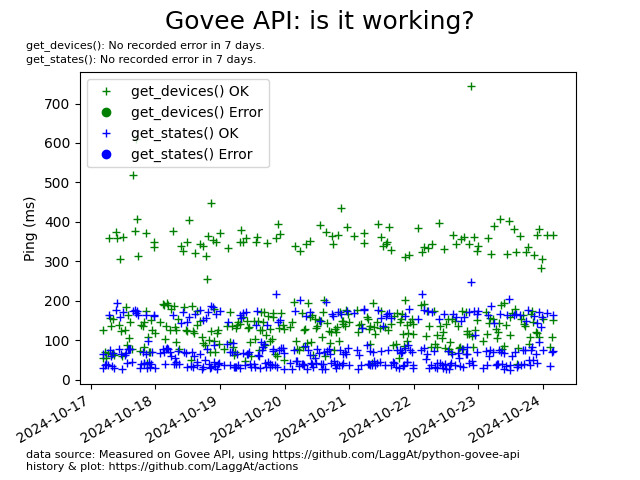 Govee API: is it working?
get_devices(): No recorded error in 7 days.
get_states(): No recorded error in 7 days.
get_devices() OK
get_devices() Error
get_states() OK
get_states() Error
Ping (ms)
700
600
500
400
300
200
100
0
2024-10-17
2024-10-18
2024-10-19
2024-10-20
2024-10-21
2024-10-22
2024-10-23
2024-10-24
data source: Measured on Govee API, using https://github.com/LaggAt/python-govee-api
history & plot: https://github.com/LaggAt/actions